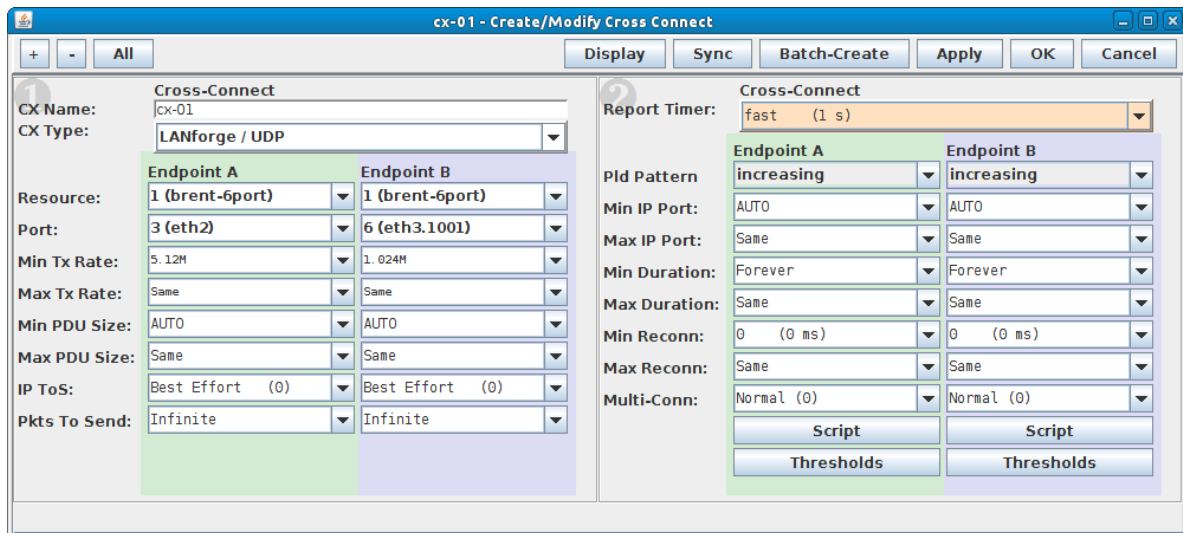 cx-01 - Create/Modify Cross Connect
+ - All Display Sync Batch-Create Apply OK Cancel
1
Cross-Connect
CX Name: cx-01
CX Type: LANforge / UDP
Endpoint A Endpoint B
Resource: 1 (brent-6port) 1 (brent-6port)
Port: 3 (eth2) 6 (eth3.1001)
Min Tx Rate: 5.12M 1.024M
Max Tx Rate: Same Same
Min PDU Size: AUTO AUTO
Max PDU Size: Same Same
IP ToS: Best Effort (0) Best Effort (0)
Pkts To Send: Infinite Infinite
2
Cross-Connect
Report Timer: fast (1 s)
Endpoint A Endpoint B
Pld Pattern increasing increasing
Min IP Port: AUTO AUTO
Max IP Port: Same Same
Min Duration: Forever Forever
Max Duration: Same Same
Min Reconn: 0 (0 ms) 0 (0 ms)
Max Reconn: Same Same
Multi-Conn: Normal (0) Normal (0)
Script Script
Thresholds Thresholds